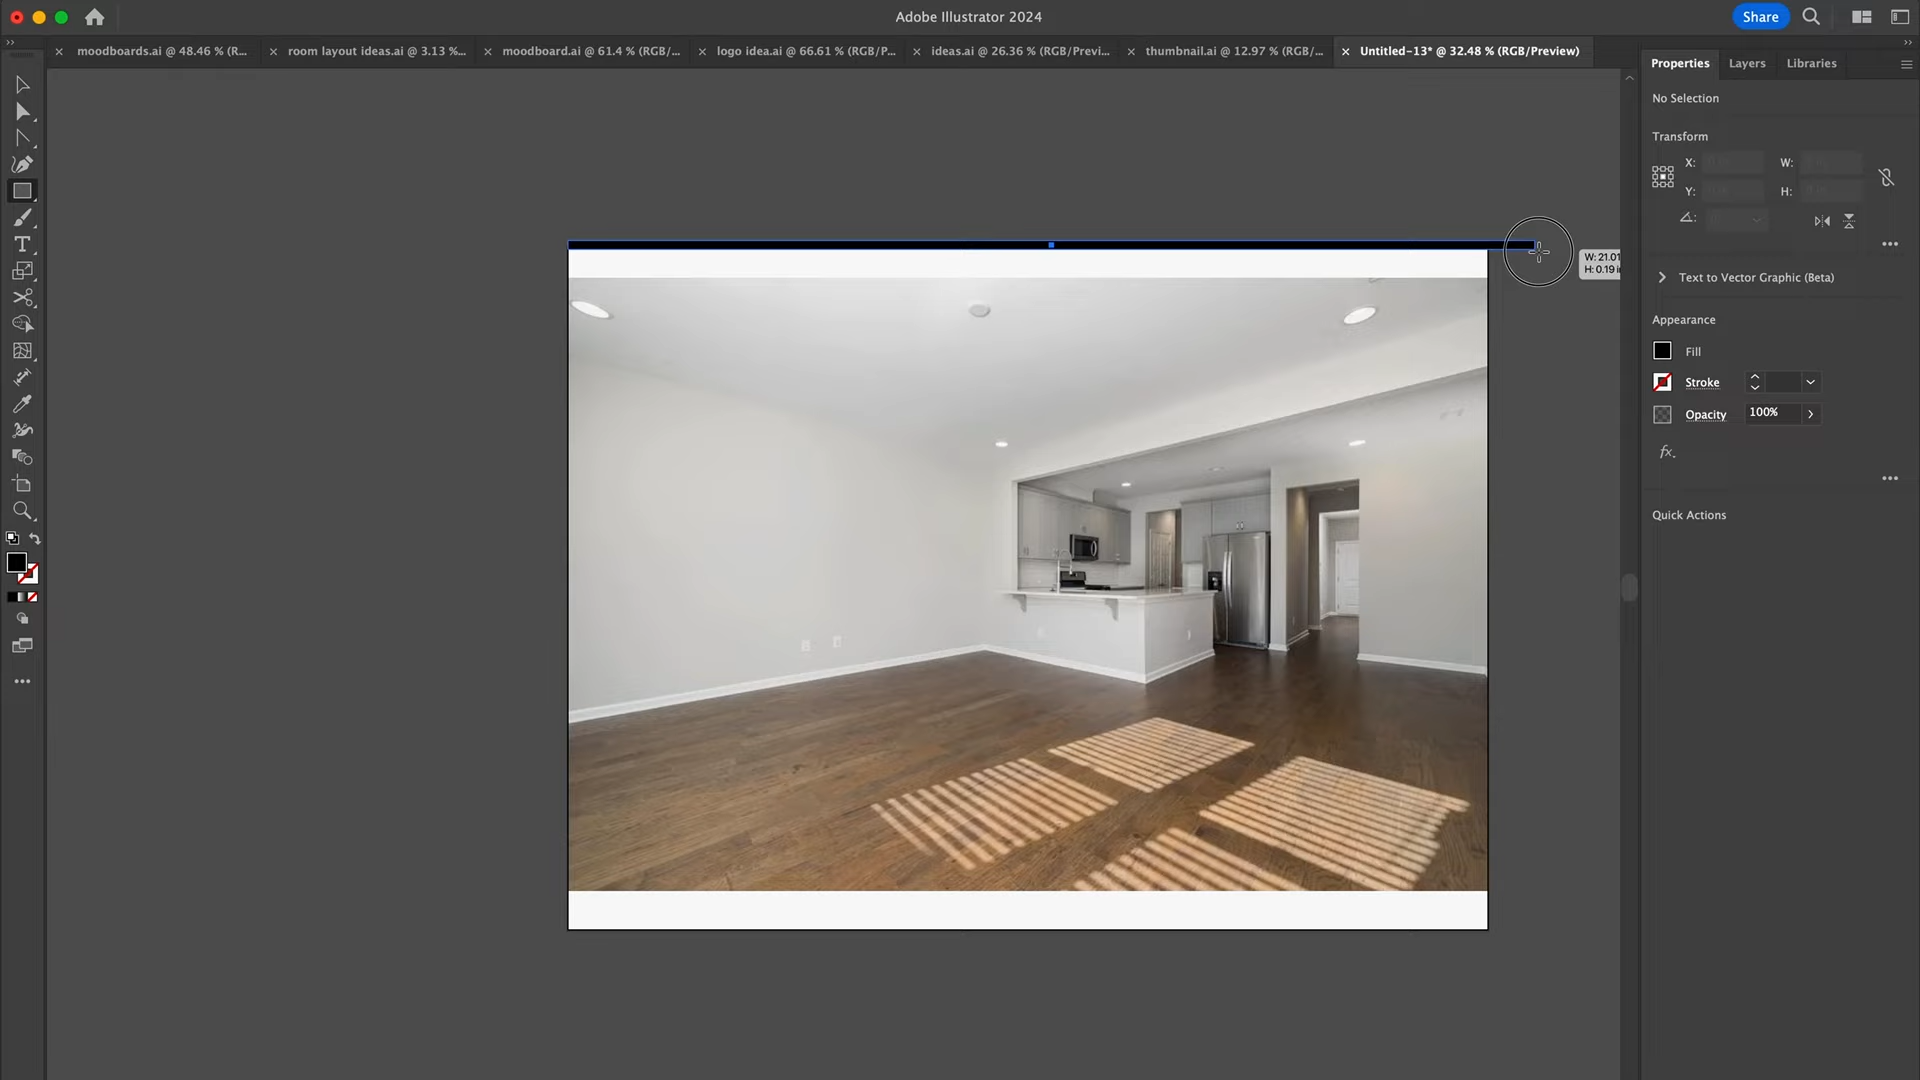 Adobe Illustrator 2024
Share
moodboards.ai @ 48.46 % (R...
room layout ideas.ai @ 3.13 %...
moodboard.ai @ 61.4 % (RGB/...
logo idea.ai @ 66.61 % (RGB/P...
ideas.ai @ 26.36 % (RGB/Previ...
thumbnail.ai @ 12.97 % (RGB/...
Untitled-13* @ 32.48 % (RGB/Preview)
Properties
Layers
Libraries
No Selection
Transform
X:
W:
Y:
H:
W: 21.01
H: 0.19 i
Text to Vector Graphic (Beta)
Appearance
Fill
Stroke
Opacity
100%
fx.
Quick Actions